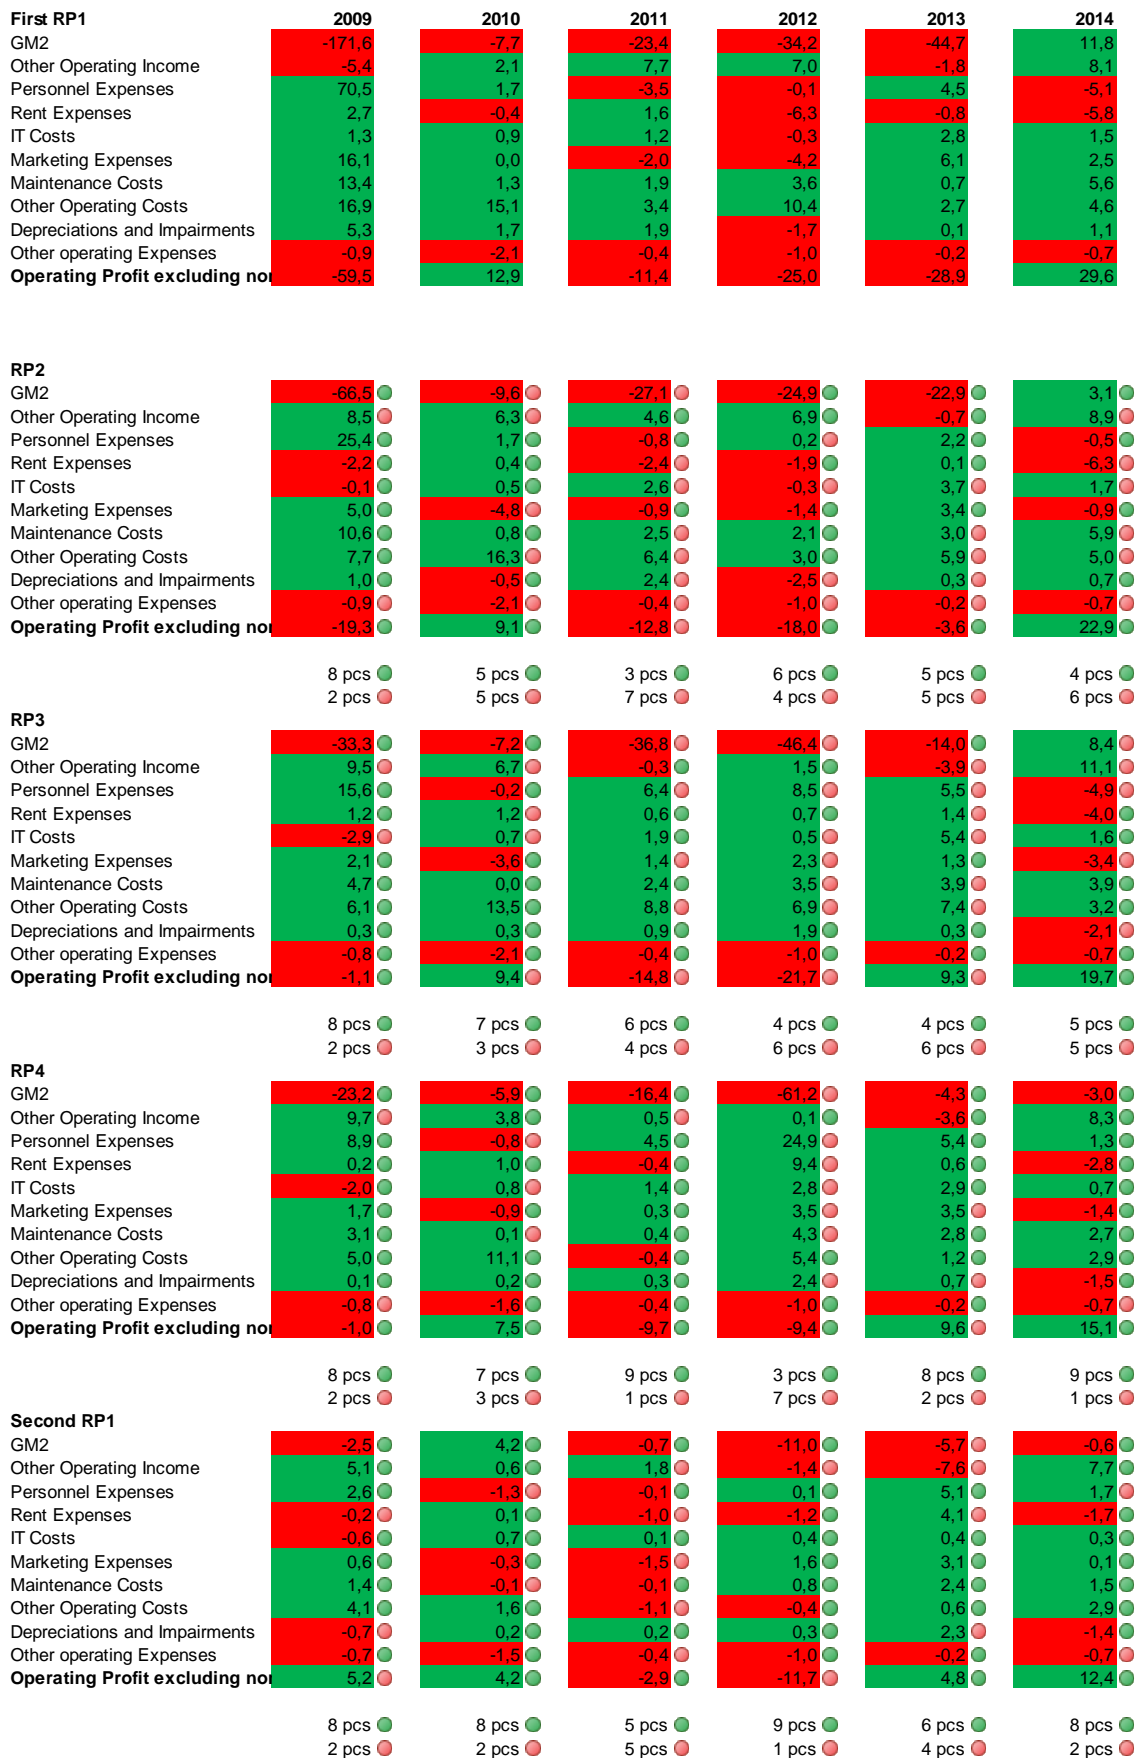 First RP1 2009 2010 2011 2012 2013 2014
GM2 -171,6 -7,7 -23,4 -34,2 -44,7 11,8
Other Operating Income -5,4 2,1 7,7 7,0 -1,8 8,1
Personnel Expenses 70,5 1,7 -3,5 -0,1 4,5 -5,1
Rent Expenses 2,7 -0,4 1,6 -6,3 -0,8 -5,8
IT Costs 1,3 0,9 1,2 -0,3 2,8 1,5
Marketing Expenses 16,1 0,0 -2,0 -4,2 6,1 2,5
Maintenance Costs 13,4 1,3 1,9 3,6 0,7 5,6
Other Operating Costs 16,9 15,1 3,4 10,4 2,7 4,6
Depreciations and Impairments 5,3 1,7 1,9 -1,7 0,1 1,1
Other operating Expenses -0,9 -2,1 -0,4 -1,0 -0,2 -0,7
Operating Profit excluding nor -59,5 12,9 -11,4 -25,0 -28,9 29,6
RP2
GM2 -66,5 -9,6 -27,1 -24,9 -22,9 3,1
Other Operating Income 8,5 6,3 4,6 6,9 -0,7 8,9
Personnel Expenses 25,4 1,7 -0,8 0,2 2,2 -0,5
Rent Expenses -2,2 0,4 -2,4 -1,9 0,1 -6,3
IT Costs -0,1 0,5 2,6 -0,3 3,7 1,7
Marketing Expenses 5,0 -4,8 -0,9 -1,4 3,4 -0,9
Maintenance Costs 10,6 0,8 2,5 2,1 3,0 5,9
Other Operating Costs 7,7 16,3 6,4 3,0 5,9 5,0
Depreciations and Impairments 1,0 -0,5 2,4 -2,5 0,3 0,7
Other operating Expenses -0,9 -2,1 -0,4 -1,0 -0,2 -0,7
Operating Profit excluding nor -19,3 9,1 -12,8 -18,0 -3,6 22,9
8 pcs 5 pcs 3 pcs 6 pcs 5 pcs 4 pcs
2 pcs 5 pcs 7 pcs 4 pcs 5 pcs 6 pcs
RP3
GM2 -33,3 -7,2 -36,8 -46,4 -14,0 8,4
Other Operating Income 9,5 6,7 -0,3 1,5 -3,9 11,1
Personnel Expenses 15,6 -0,2 6,4 8,5 5,5 -4,9
Rent Expenses 1,2 1,2 0,6 0,7 1,4 -4,0
IT Costs -2,9 0,7 1,9 0,5 5,4 1,6
Marketing Expenses 2,1 -3,6 1,4 2,3 1,3 -3,4
Maintenance Costs 4,7 0,0 2,4 3,5 3,9 3,9
Other Operating Costs 6,1 13,5 8,8 6,9 7,4 3,2
Depreciations and Impairments 0,3 0,3 0,9 1,9 0,3 -2,1
Other operating Expenses -0,8 -2,1 -0,4 -1,0 -0,2 -0,7
Operating Profit excluding nor -1,1 9,4 -14,8 -21,7 9,3 19,7
8 pcs 7 pcs 6 pcs 4 pcs 4 pcs 5 pcs
2 pcs 3 pcs 4 pcs 6 pcs 6 pcs 5 pcs
RP4
GM2 -23,2 -5,9 -16,4 -61,2 -4,3 -3,0
Other Operating Income 9,7 3,8 0,5 0,1 -3,6 8,3
Personnel Expenses 8,9 -0,8 4,5 24,9 5,4 1,3
Rent Expenses 0,2 1,0 -0,4 9,4 0,6 -2,8
IT Costs -2,0 0,8 1,4 2,8 2,9 0,7
Marketing Expenses 1,7 -0,9 0,3 3,5 3,5 -1,4
Maintenance Costs 3,1 0,1 0,4 4,3 2,8 2,7
Other Operating Costs 5,0 11,1 -0,4 5,4 1,2 2,9
Depreciations and Impairments 0,1 0,2 0,3 2,4 0,7 -1,5
Other operating Expenses -0,8 -1,6 -0,4 -1,0 -0,2 -0,7
Operating Profit excluding nor -1,0 7,5 -9,7 -9,4 9,6 15,1
8 pcs 7 pcs 9 pcs 3 pcs 8 pcs 9 pcs
2 pcs 3 pcs 1 pcs 7 pcs 2 pcs 1 pcs
Second RP1
GM2 -2,5 4,2 -0,7 -11,0 -5,7 -0,6
Other Operating Income 5,1 0,6 1,8 -1,4 -7,6 7,7
Personnel Expenses 2,6 -1,3 -0,1 0,1 5,1 1,7
Rent Expenses -0,2 0,1 -1,0 -1,2 4,1 -1,7
IT Costs -0,6 0,7 0,1 0,4 0,4 0,3
Marketing Expenses 0,6 -0,3 -1,5 1,6 3,1 0,1
Maintenance Costs 1,4 -0,1 -0,1 0,8 2,4 1,5
Other Operating Costs 4,1 1,6 -1,1 -0,4 0,6 2,9
Depreciations and Impairments -0,7 0,2 0,2 0,3 2,3 -1,4
Other operating Expenses -0,7 -1,5 -0,4 -1,0 -0,2 -0,7
Operating Profit excluding nor 5,2 4,2 -2,9 -11,7 4,8 12,4
8 pcs 8 pcs 5 pcs 9 pcs 6 pcs 8 pcs
2 pcs 2 pcs 5 pcs 1 pcs 4 pcs 2 pcs